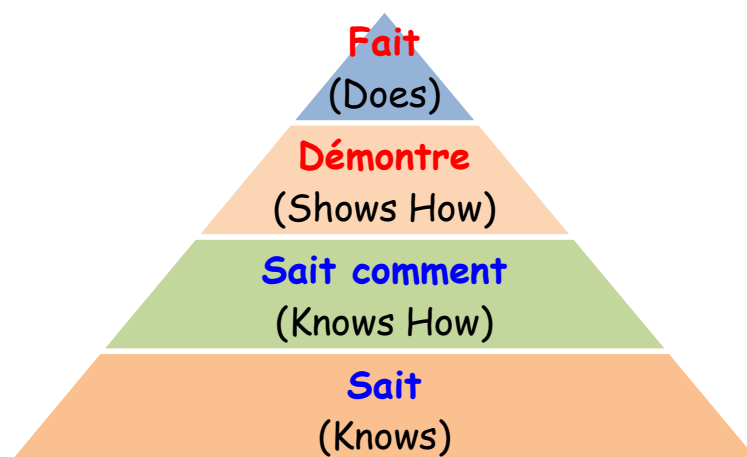 Fait
(Does)
Démontre
(Shows How)
Sait comment
(Knows How)
Sait
(Knows)